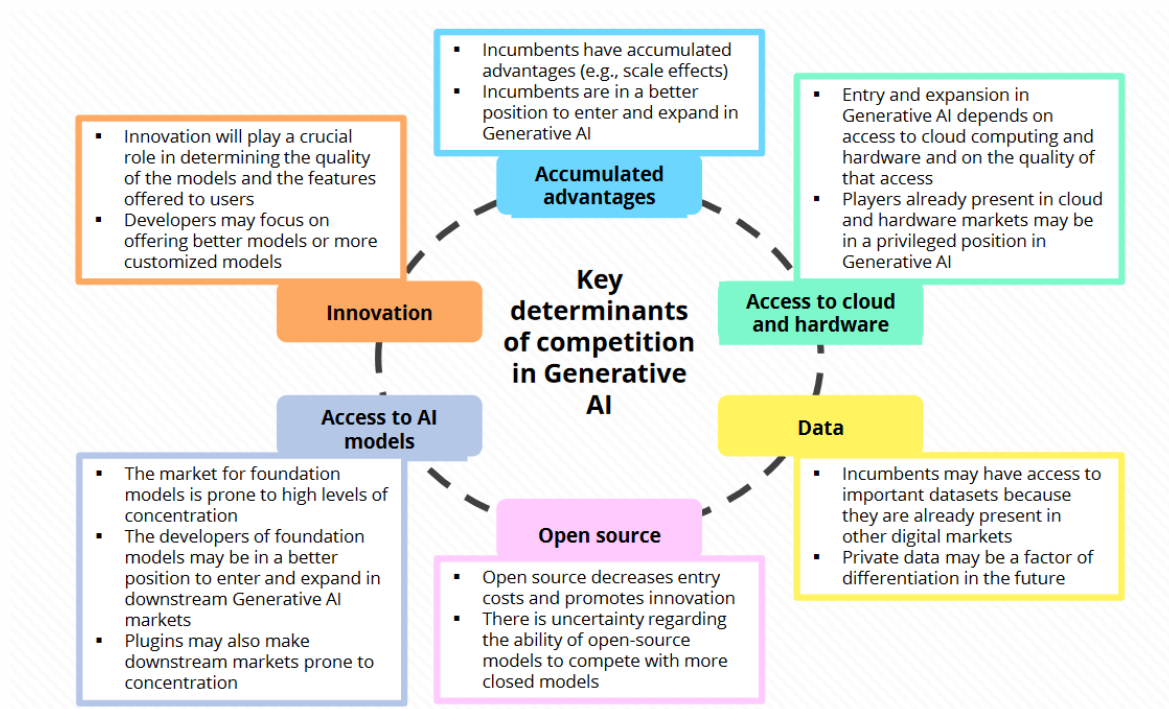 Key
determinants
of competition
in Generative
AI
▪ Incumbents have accumulated
advantages (e.g., scale effects)
▪ Incumbents are in a better
position to enter and expand in
Generative AI
Accumulated
advantages
▪ Entry and expansion in
Generative AI depends on
access to cloud computing and
hardware and on the quality of
that access
▪ Players already present in cloud
and hardware markets may be
in a privileged position in
Generative AI
Access to cloud
and hardware
Data
▪ Incumbents may have access to
important datasets because
they are already present in
other digital markets
▪ Private data may be a factor of
differentiation in the future
Open source
▪ Open source decreases entry
costs and promotes innovation
▪ There is uncertainty regarding
the ability of open-source
models to compete with more
closed models
Access to AI
models
▪ The market for foundation
models is prone to high levels of
concentration
▪ The developers of foundation
models may be in a better
position to enter and expand in
downstream Generative AI
markets
▪ Plugins may also make
downstream markets prone to
concentration
▪ Innovation will play a crucial
role in determining the quality
of the models and the features
offered to users
▪ Developers may focus on
offering better models or more
customized models
Innovation